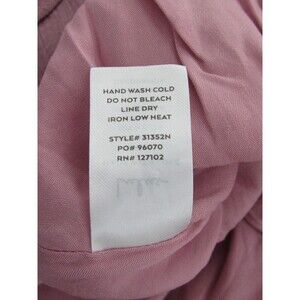 HAND WASH COLD
DO NOT BLEACH
LINE DRY
IRON LOW HEAT
STYLE# 31352N
PO# 96070
RN# 127102